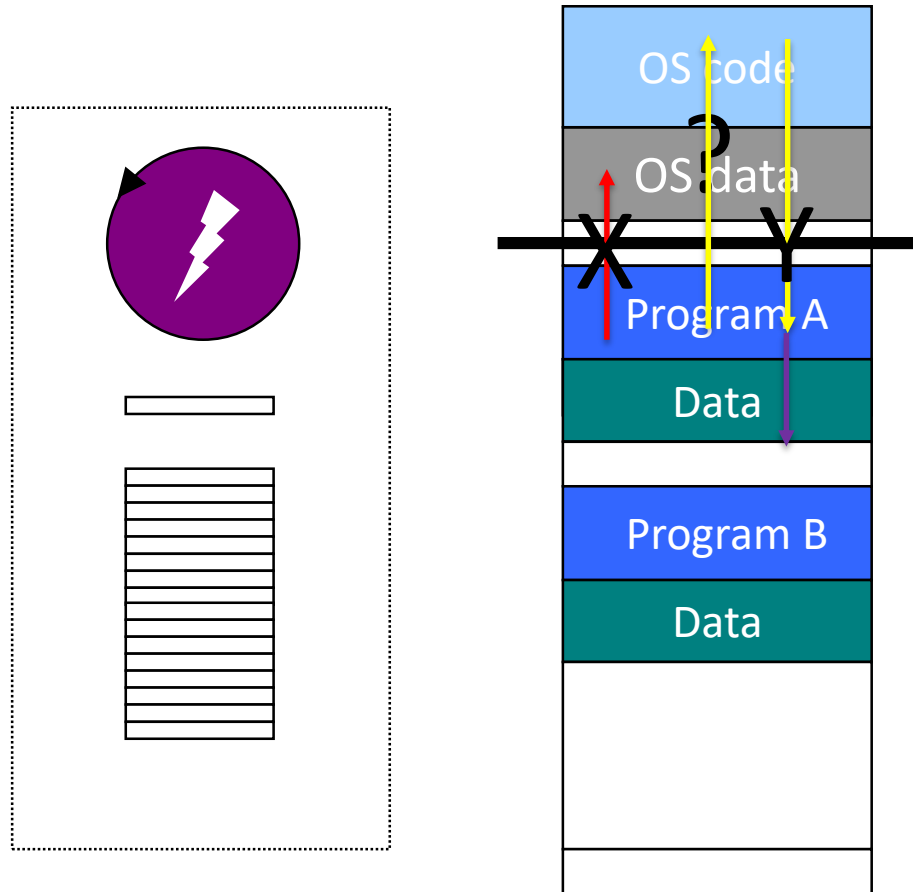 OS code
?
OS data
X
Y
Program A
Data
Program B
Data